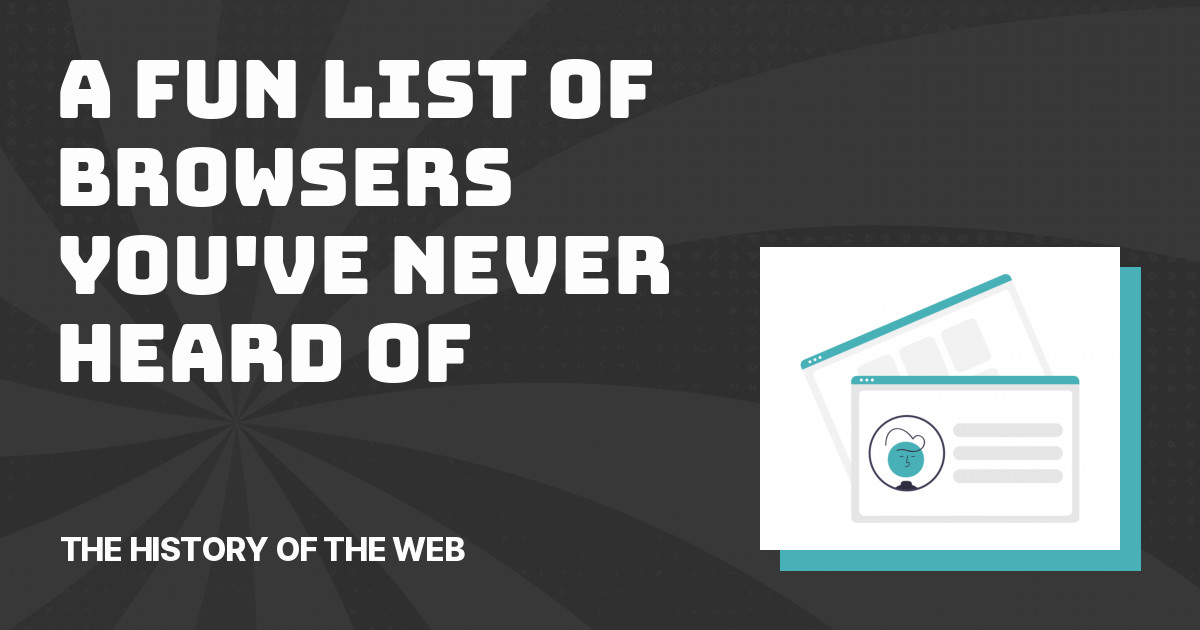 A FUN LIST OF
BROWSERS
YOU'VE NEVER
HEARD OF
THE HISTORY OF THE WEB